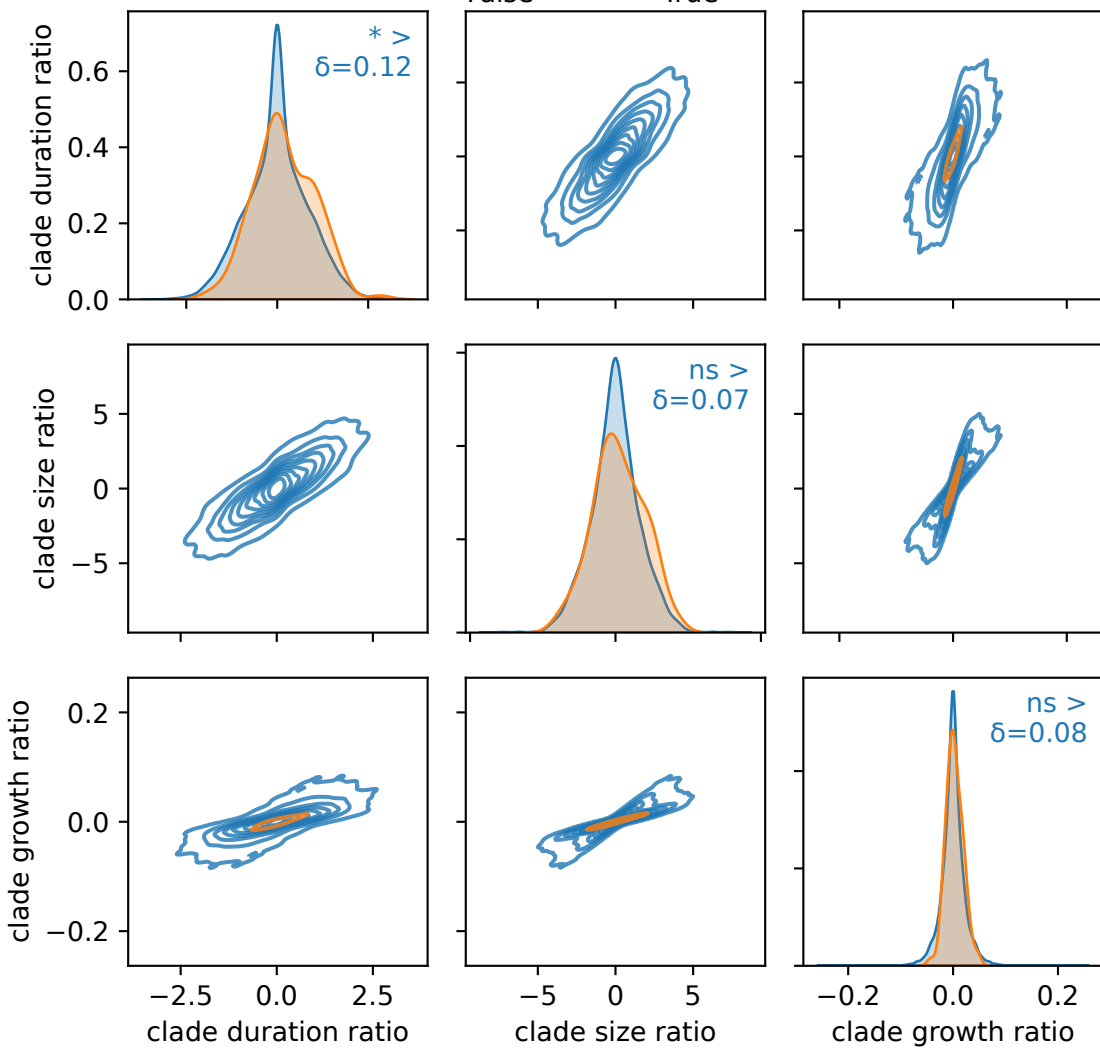 clade duration ratio
0.6
0.4
0.2
0.0
* >
δ=0.12
clade size ratio
5
0
−5
ns >
δ=0.07
clade growth ratio
0.2
0.0
−0.2
ns >
δ=0.08
−2.5 0.0 2.5
−5 0 5
−0.2 0.0 0.2
clade duration ratio
clade size ratio
clade growth ratio